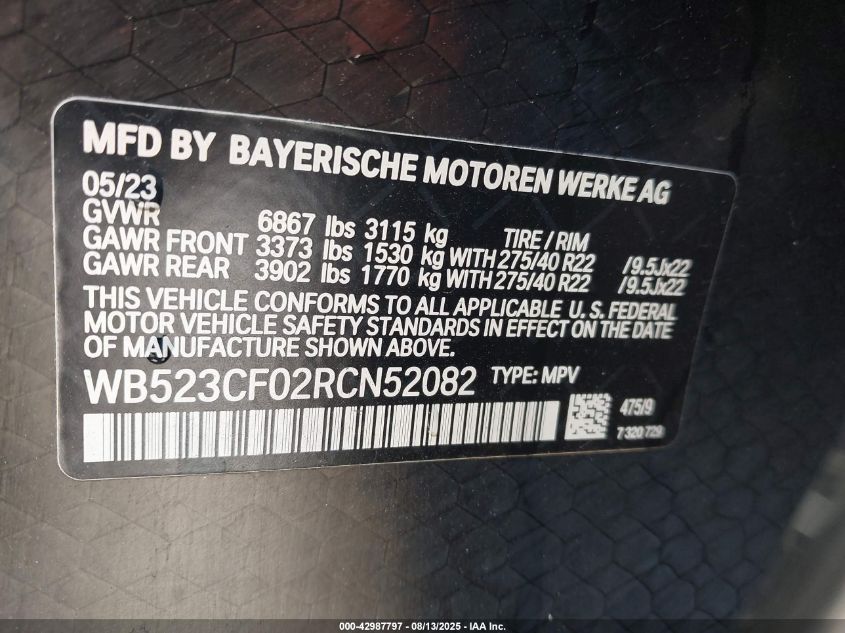 MFD BY BAYERISCHE MOTOREN WERKE AG
05/23
GVWR 6867 lbs 3115 kg TIRE / RIM
GAWR FRONT 3373 lbs 1530 kg WITH 275/40 R22 /9.5Jx22
GAWR REAR 3902 lbs 1770 kg WITH 275/40 R22 /9.5Jx22
THIS VEHICLE CONFORMS TO ALL APPLICABLE U.S. FEDERAL
MOTOR VEHICLE SAFETY STANDARDS IN EFFECT ON THE DATE
OF MANUFACTURE SHOWN ABOVE.
WB523CF02RCN52082 TYPE: MPV
475/9
7 320 729
000-42987797 - 08/13/2025 - IAA Inc.